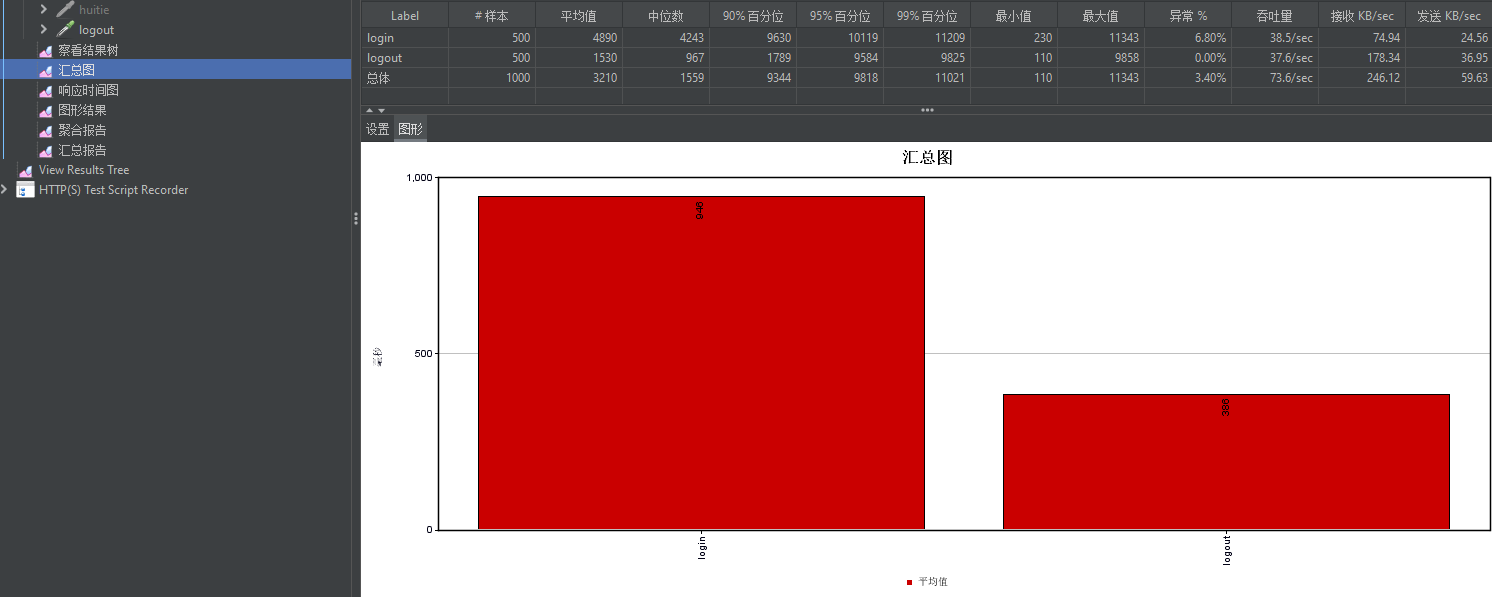 huitie
logout
察看结果树
汇总图
响应时间图
图形结果
聚合报告
汇总报告
View Results Tree
HTTP(S) Test Script Recorder
Label # 样本 平均值 中位数 90% 百分位 95% 百分位 99% 百分位 最小值 最大值 异常 % 吞吐量 接收 KB/sec 发送 KB/sec
login 500 4890 4243 9630 10119 11209 230 11343 6.80% 38.5/sec 74.94 24.56
logout 500 1530 967 1789 9584 9825 110 9858 0.00% 37.6/sec 178.34 36.95
总体 1000 3210 1559 9344 9818 11021 110 11343 3.40% 73.6/sec 246.12 59.63
设置 图形
汇总图
1,000
946
500
毫秒
386
0
login
logout
平均值